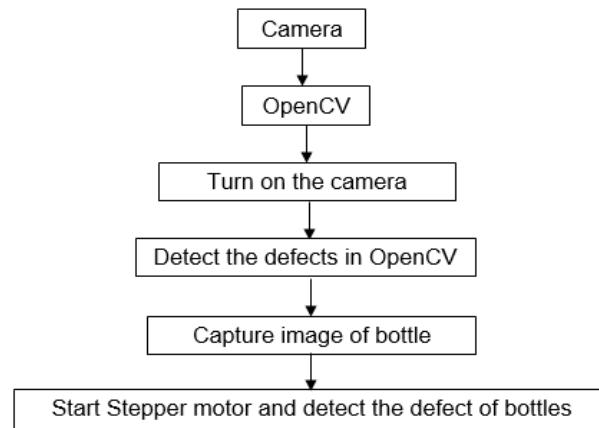 Camera
OpenCV
Turn on the camera
Detect the defects in OpenCV
Capture image of bottle
Start Stepper motor and detect the defect of bottles